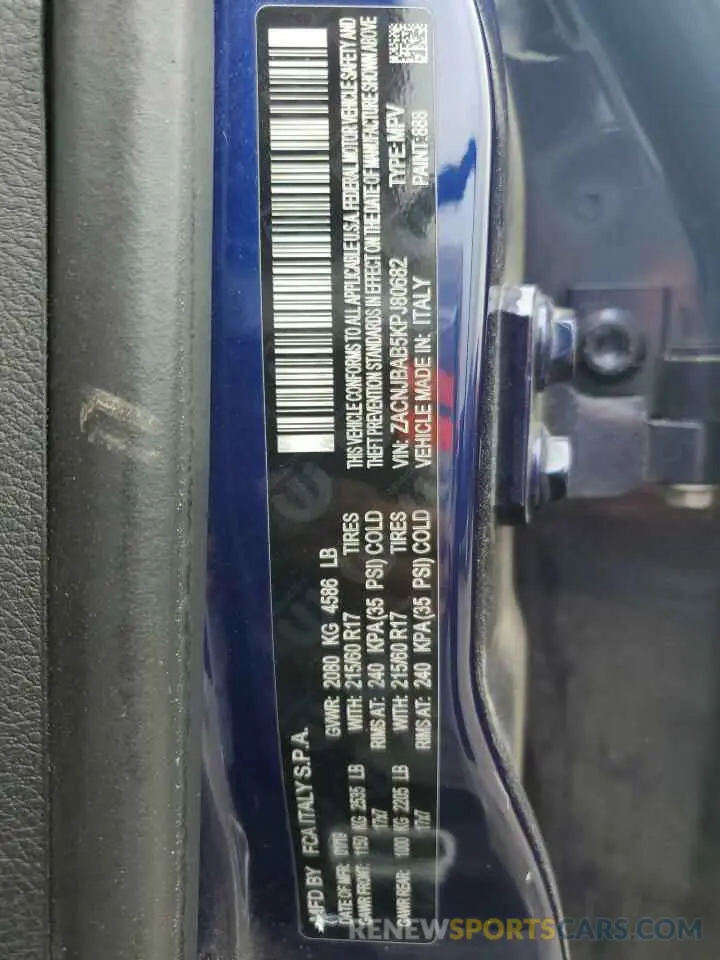 MFD BY FCA ITALY S.P.A.
DATE OF MFR: 07/19 GVWR: 2080 KG 4586 LB
GAWR FRONT: 1150 KG 2535 LB WITH: 215/60 R17 TIRES
17x7 RIMS AT: 240 KPA(35 PSI) COLD
GAWR REAR: 1000 KG 2205 LB WITH: 215/60 R17 TIRES
17x7 RIMS AT: 240 KPA(35 PSI) COLD
THIS VEHICLE CONFORMS TO ALL APPLICABLE U.S.A. FEDERAL MOTOR VEHICLE SAFETY AND
THEFT PREVENTION STANDARDS IN EFFECT ON THE DATE OF MANUFACTURE SHOWN ABOVE
VIN: ZACNJBAB5KPJ80682 TYPE: MPV
VEHICLE MADE IN: ITALY PAINT: 888
RENEWSPORTSCARS.COM